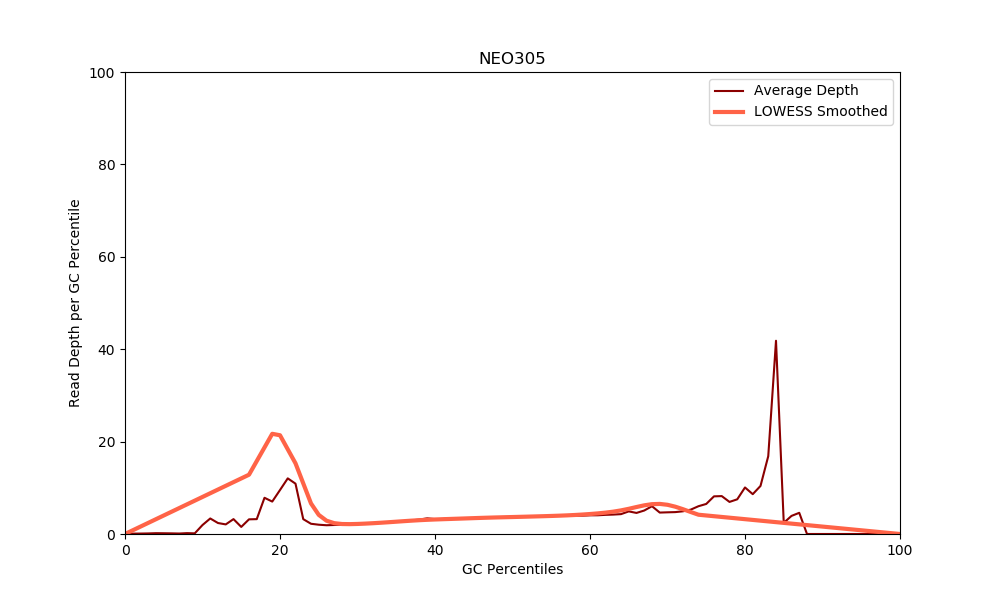 NEO305
Average Depth
LOWESS Smoothed
Read Depth per GC Percentile
100
80
60
40
20
0
0 20 40 60 80 100
GC Percentiles